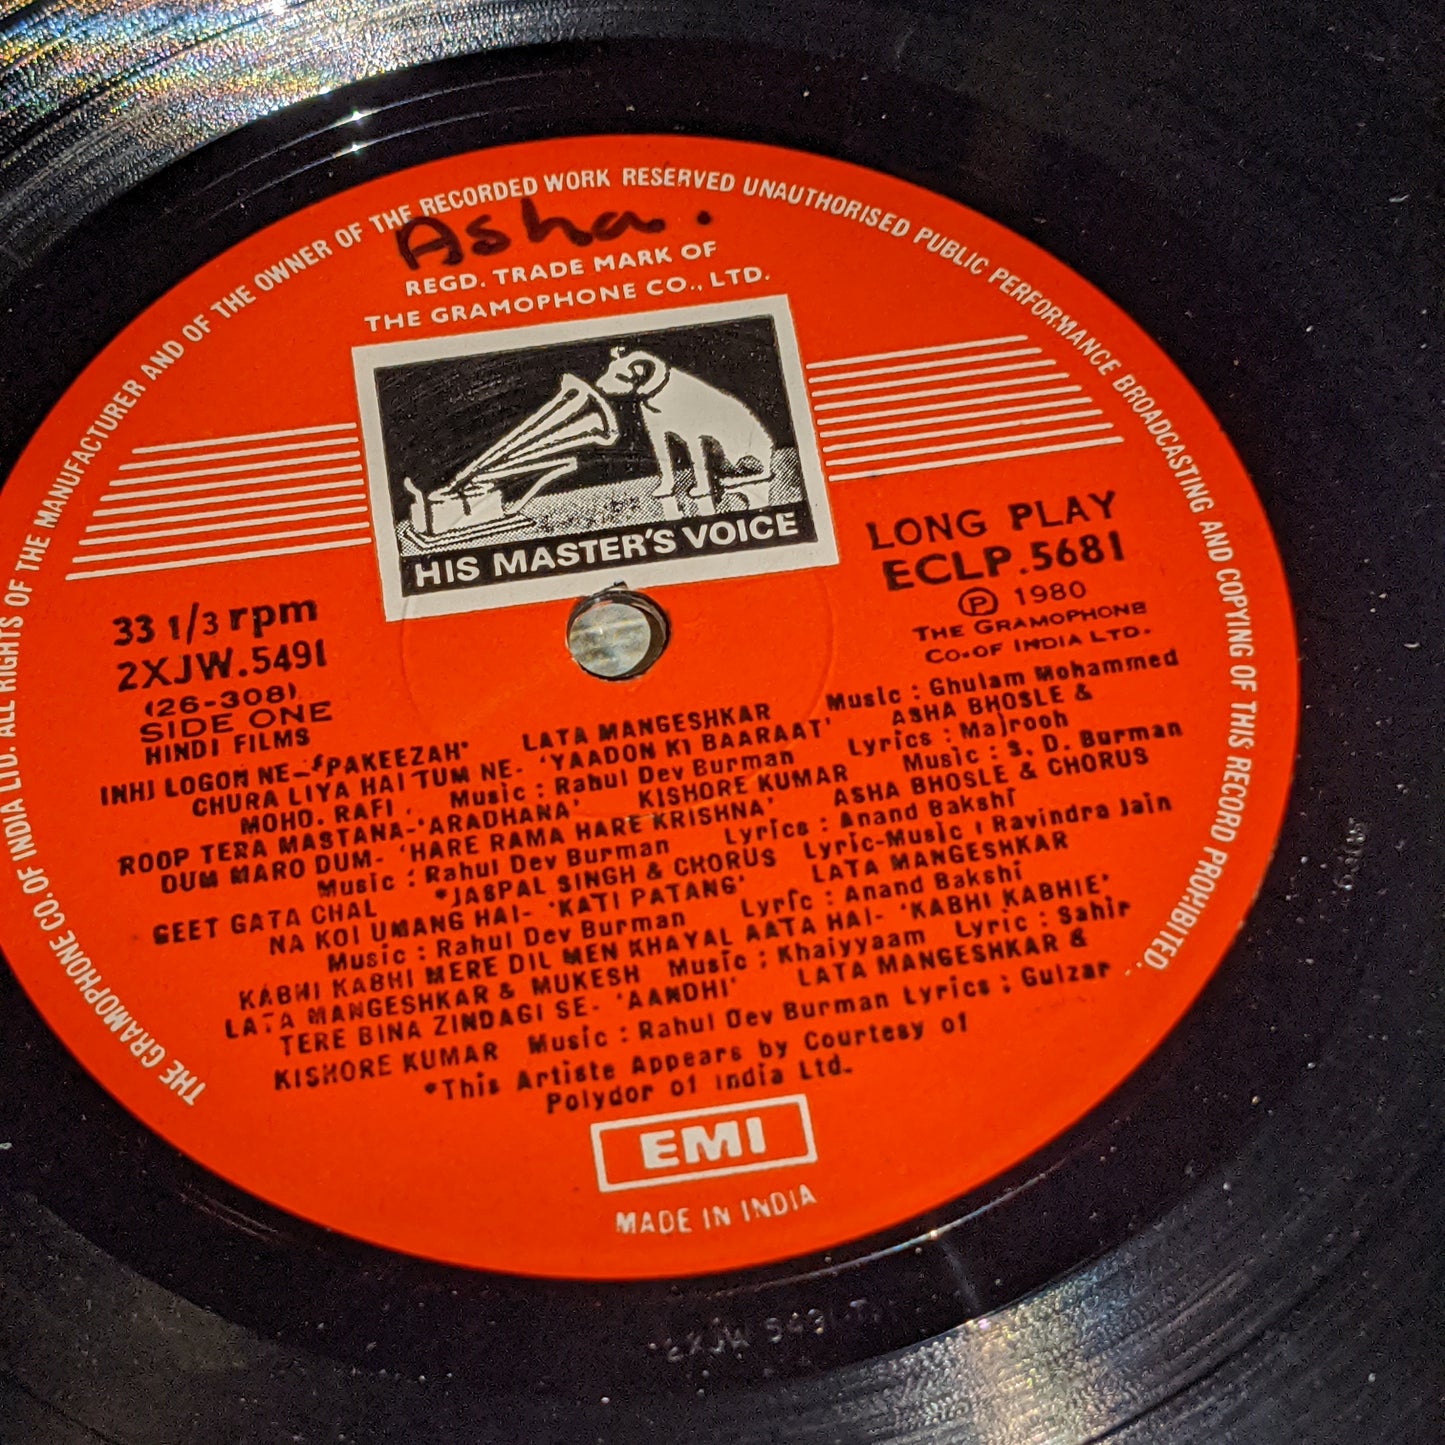 THE GRAMOPHONE CO. OF INDIA LTD. ALL RIGHTS OF THE MANUFACTURER AND OF THE OWNER OF THE RECORDED WORK RESERVED UNAUTHORISED PUBLIC PERFORMANCE BROADCASTING AND COPYING OF THIS RECORD PROHIBITED.
Asha.
REGD. TRADE MARK OF
THE GRAMOPHONE CO., LTD.
HIS MASTER'S VOICE
LONG PLAY
ECLP.5681
℗ 1980
THE GRAMOPHONE
CO.OF INDIA LTD.
33 1/3 rpm
2XJW.5491
(26-308)
SIDE ONE
HINDI FILMS
INHI LOGON NE-'PAKEEZAH' LATA MANGESHKAR Music : Ghulam Mohammed
CHURA LIYA HAI TUM NE- 'YAADON KI BAARAAT' ASHA BHOSLE &
MOHD. RAFI Music : Rahul Dev Burman Lyrics : Majrooh
ROOP TERA MASTANA-'ARADHANA' KISHORE KUMAR Music : S. D. Burman
DUM MARO DUM- 'HARE RAMA HARE KRISHNA' ASHA BHOSLE & CHORUS
Music : Rahul Dev Burman Lyrics : Anand Bakshi
GEET GATA CHAL *JASPAL SINGH & CHORUS Lyric-Music : Ravindra Jain
NA KOI UMANG HAI- 'KATI PATANG' LATA MANGESHKAR
Music : Rahul Dev Burman Lyric : Anand Bakshi
KABHI KABHI MERE DIL MEN KHAYAL AATA HAI- 'KABHI KABHIE'
LATA MANGESHKAR & MUKESH Music : Khaiyyaam Lyric : Sahir
TERE BINA ZINDAGI SE- 'AANDHI' LATA MANGESHKAR &
KISHORE KUMAR Music : Rahul Dev Burman Lyrics : Gulzar
*This Artiste Appears by Courtesy of
Polydor of India Ltd.
EMI
MADE IN INDIA